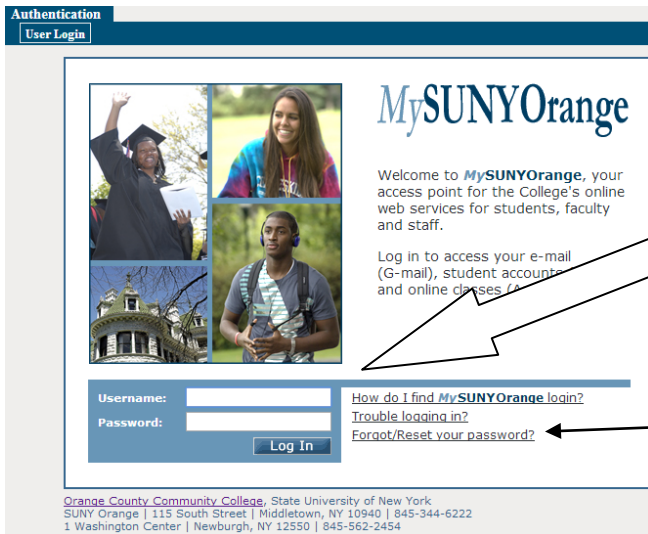 Authentication
User Login
MySUNYOrange
Welcome to MySUNYOrange, your
access point for the College's online
web services for students, faculty
and staff.
Log in to access your e-mail
(G-mail), student accounts
and online classes
Username:
Password:
Log In
How do I find MySUNYOrange login?
Trouble logging in?
Forgot/Reset your password?
Orange County Community College, State University of New York
SUNY Orange | 115 South Street | Middletown, NY 10940 | 845-344-6222
1 Washington Center | Newburgh, NY 12550 | 845-562-2454